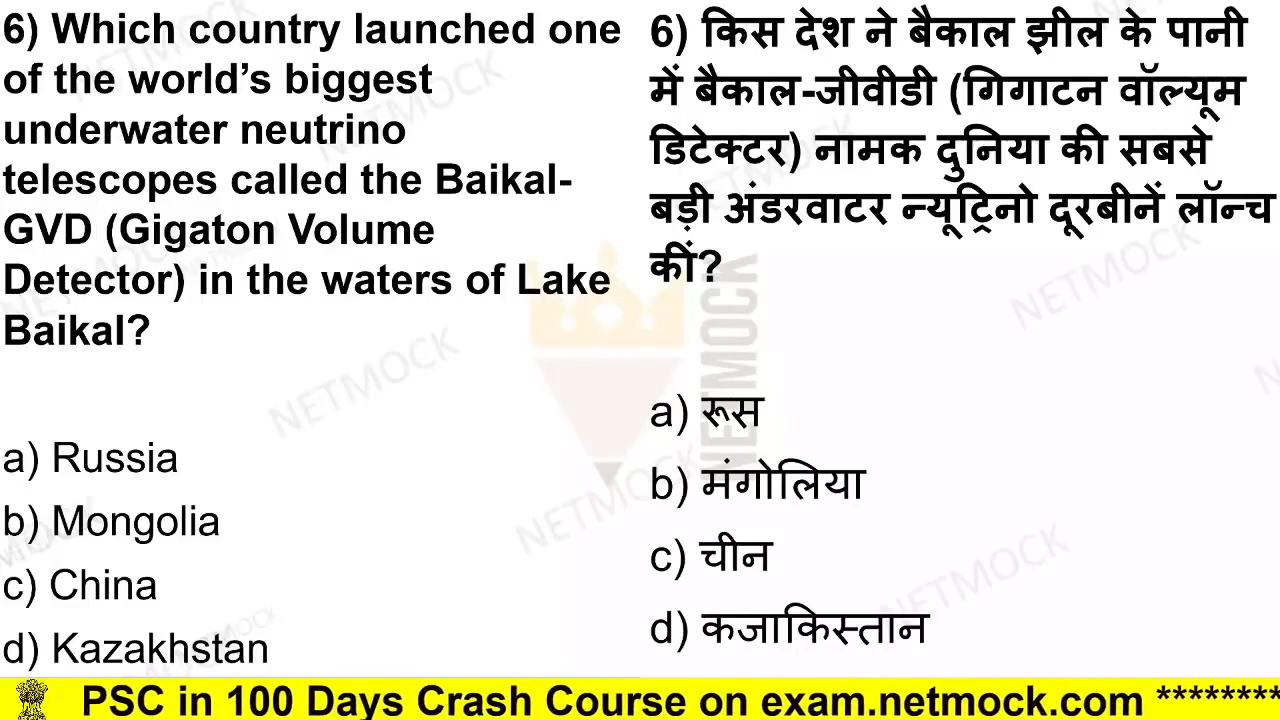 6) Which country launched one
of the world’s biggest
underwater neutrino
telescopes called the Baikal-
GVD (Gigaton Volume
Detector) in the waters of Lake
Baikal?
a) Russia
b) Mongolia
c) China
d) Kazakhstan
6) किस देश ने बैकाल झील के पानी
में बैकाल-जीवीडी (गिगाटन वॉल्यूम
डिटेक्टर) नामक दुनिया की सबसे
बड़ी अंडरवाटर न्यूट्रिनो दूरबीनें लॉन्च
कीं?
a) रूस
b) मंगोलिया
c) चीन
d) कजाकिस्तान
NETMOCK
PSC in 100 Days Crash Course on exam.netmock.com ********